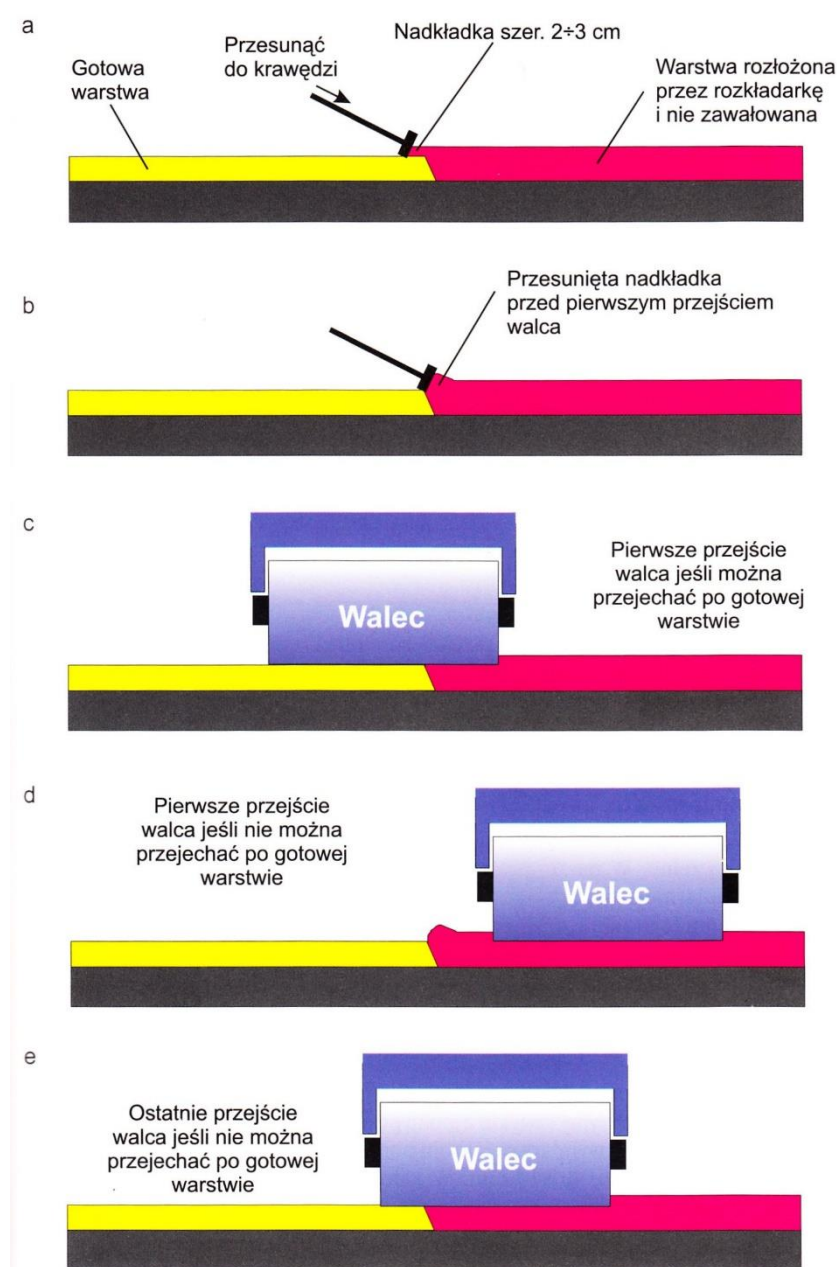 a
Nadkładka szer. 2÷3 cm
Przesunąć
do krawędzi
Gotowa
warstwa
Warstwa rozłożona
przez rozkładarkę
i nie zawałowana
b
Przesunięta nadkładka
przed pierwszym przejściem
walca
c
Walec
Pierwsze przejście
walca jeśli można
przejechać po gotowej
warstwie
d
Pierwsze przejście
walca jeśli nie można
przejechać po gotowej
warstwie
Walec
e
Ostatnie przejście
walca jeśli nie można
przejechać po gotowej
warstwie
Walec